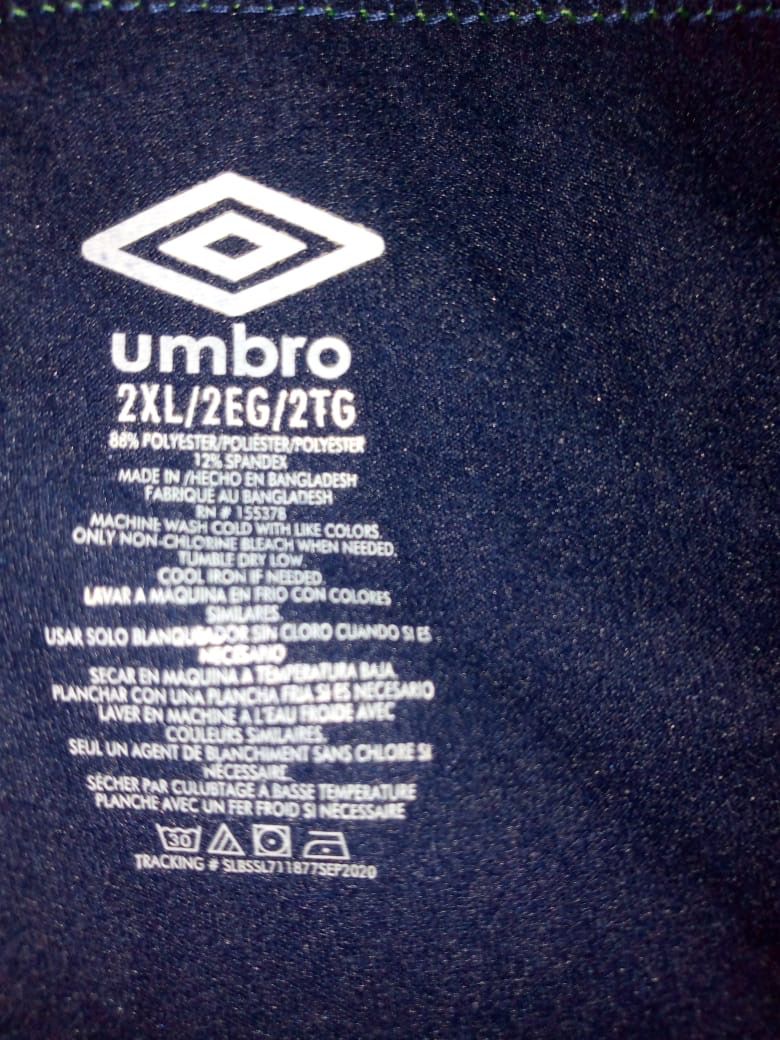 umbro
2XL/2EG/2TG
88% POLYESTER/POLIÉSTER/POLYESTER
12% SPANDEX
MADE IN /HECHO EN BANGLADESH
FABRIQUE AU BANGLADESH
RN # 155378
MACHINE WASH COLD WITH LIKE COLORS.
ONLY NON-CHLORINE BLEACH WHEN NEEDED.
TUMBLE DRY LOW.
COOL IRON IF NEEDED.
LAVAR A MAQUINA EN FRIO CON COLORES
SIMILARES.
USAR SOLO BLANQUEADOR SIN CLORO CUANDO SI ES
NECESARIO
SECAR EN MAQUINA A TEMPERATURA BAJA
PLANCHAR CON UNA PLANCHA FRIA SI ES NECESARIO
LAVER EN MACHINE A L'EAU FROIDE AVEC
COULEURS SIMILAIRES.
SEUL UN AGENT DE BLANCHIMENT SANS CHLORE SI
NÉCESSAIRE.
SÉCHER PAR CULUBTAGE À BASSE TEMPÉRATURE
PLANCHE AVEC UN FER FROID SI NECESSAIRE
30
TRACKING # SLBSSL711877SEP2020